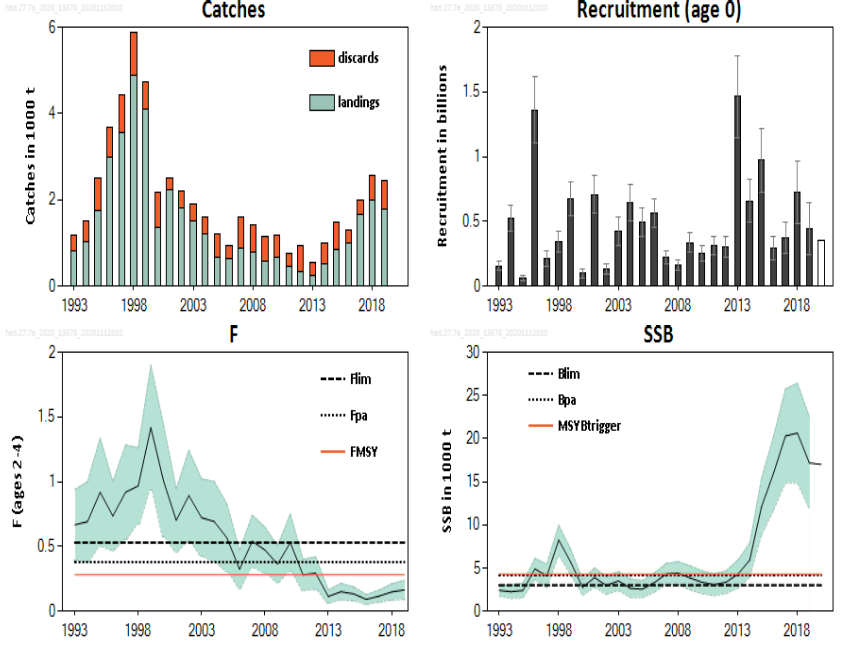 Catches
Catches in 1000 t
6
4
2
0
discards
landings
1993
1998
2003
2008
2013
2018
Recruitment (age 0)
Recruitment in billions
2
1.5
1
0.5
0
1993
1998
2003
2008
2013
2018
F
F (ages 2-4)
2
1.5
1
0.5
0
Flim
Fpa
FMSY
1993
1998
2003
2008
2013
2018
SSB
SSB in 1000 t
30
25
20
15
10
5
0
Blim
Bpa
MSYBtrigger
1993
1998
2003
2008
2013
2018